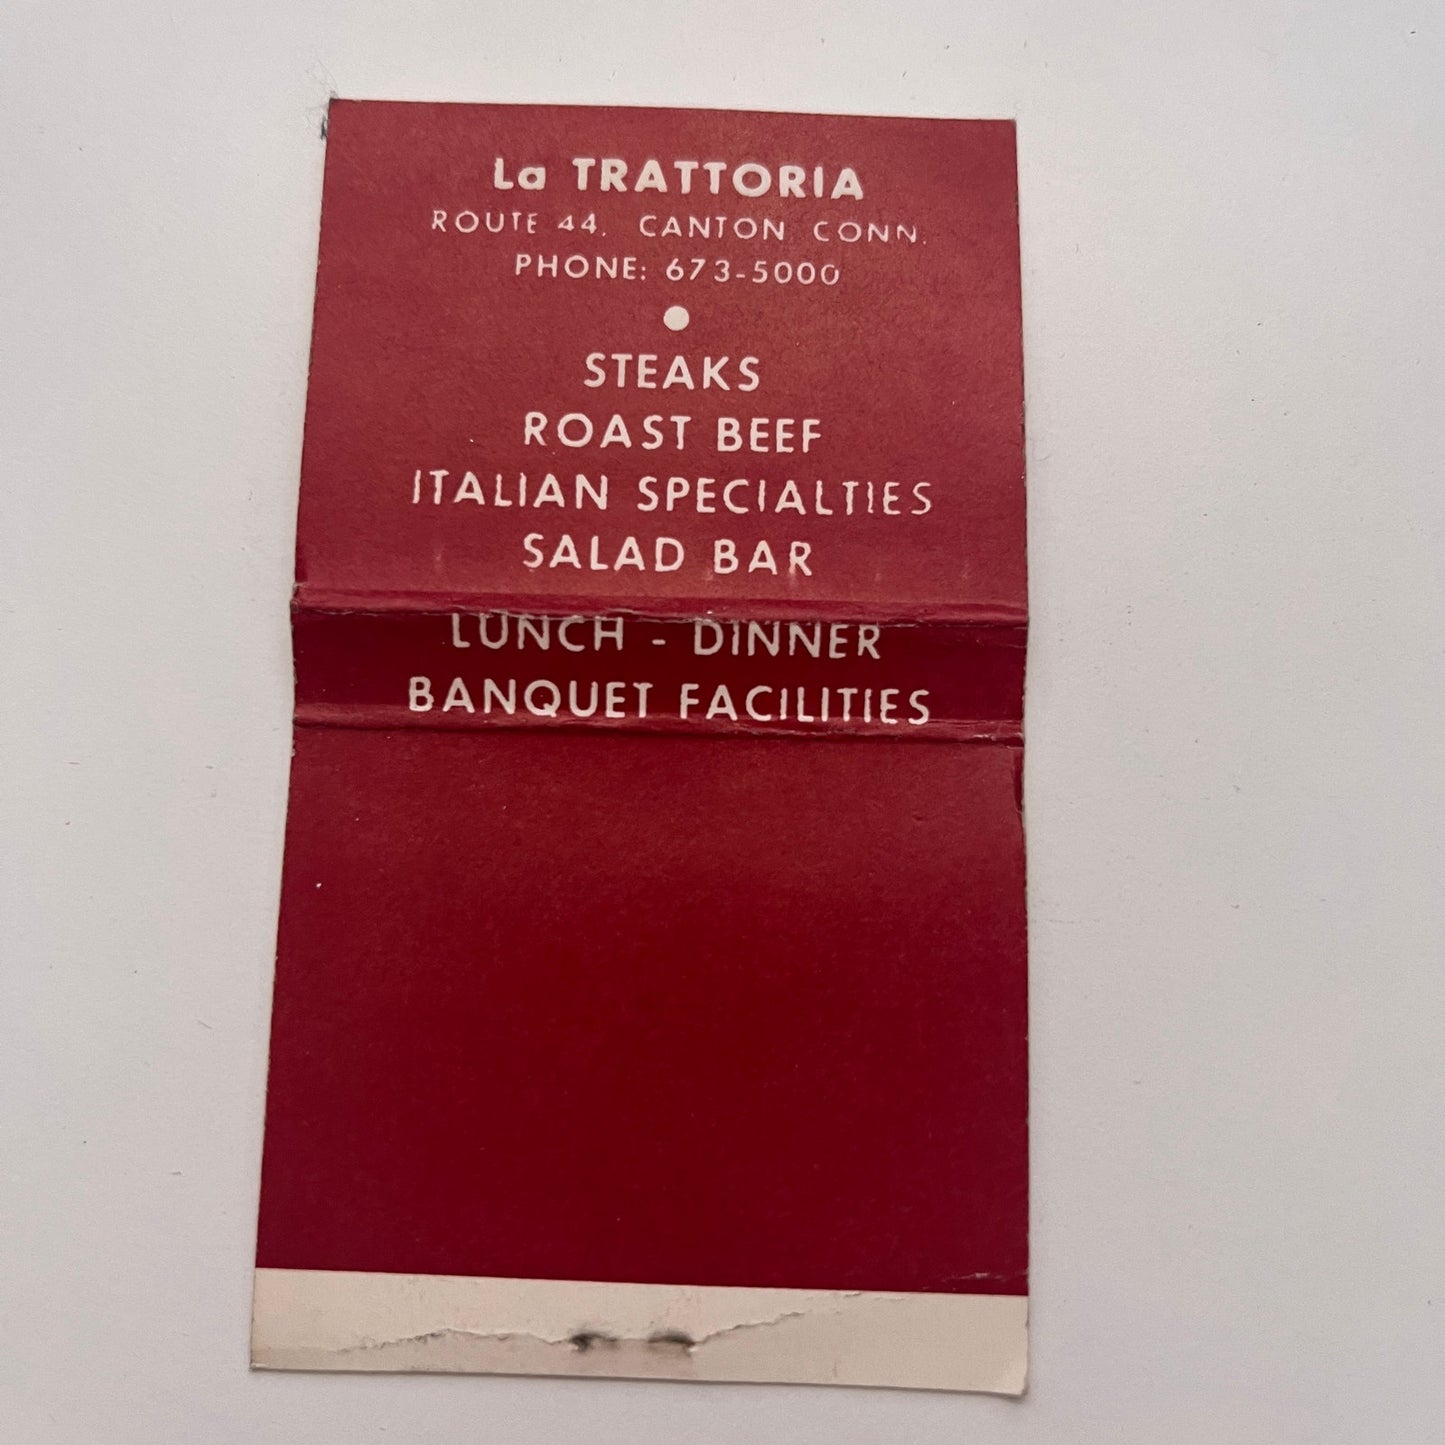 La TRATTORIA
ROUTE 44, CANTON CONN.
PHONE: 673-5000
STEAKS
ROAST BEEF
ITALIAN SPECIALTIES
SALAD BAR
LUNCH - DINNER
BANQUET FACILITIES